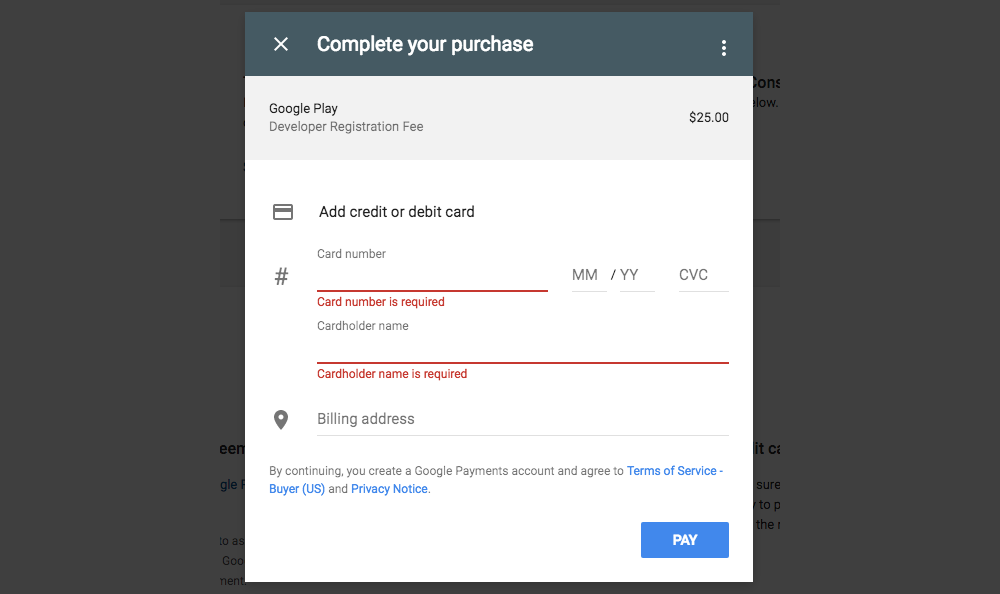 Complete your purchase
Google Play
Developer Registration Fee
$25.00
Add credit or debit card
Card number
# MM / YY CVC
Card number is required
Cardholder name
Cardholder name is required
Billing address
By continuing, you create a Google Payments account and agree to Terms of Service -
Buyer (US) and Privacy Notice.
PAY